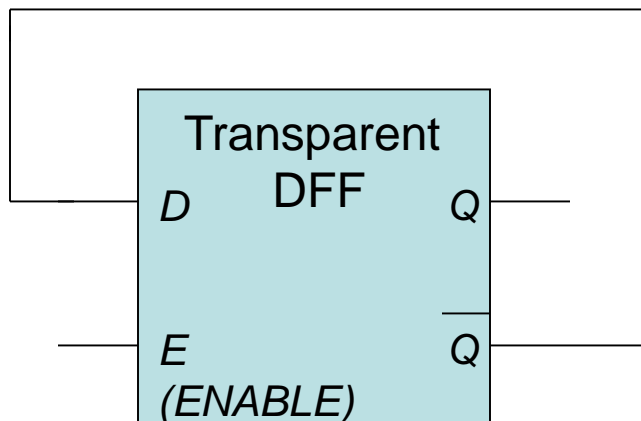 Transparent
DFF
D
Q
E
Q̅
(ENABLE)